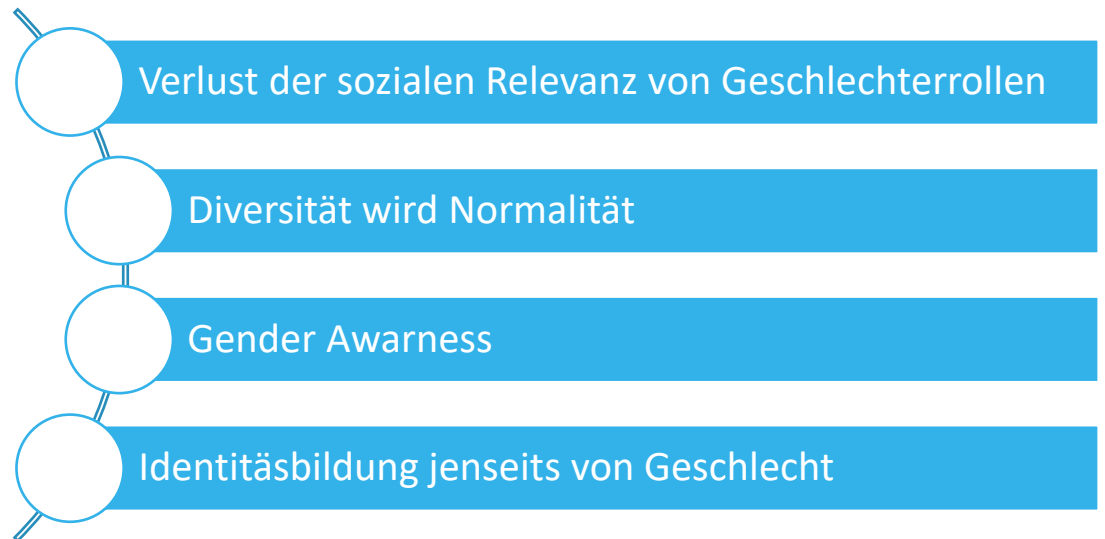 Verlust der sozialen Relevanz von Geschlechterrollen
Diversität wird Normalität
Gender Awarness
Identitäsbildung jenseits von Geschlecht